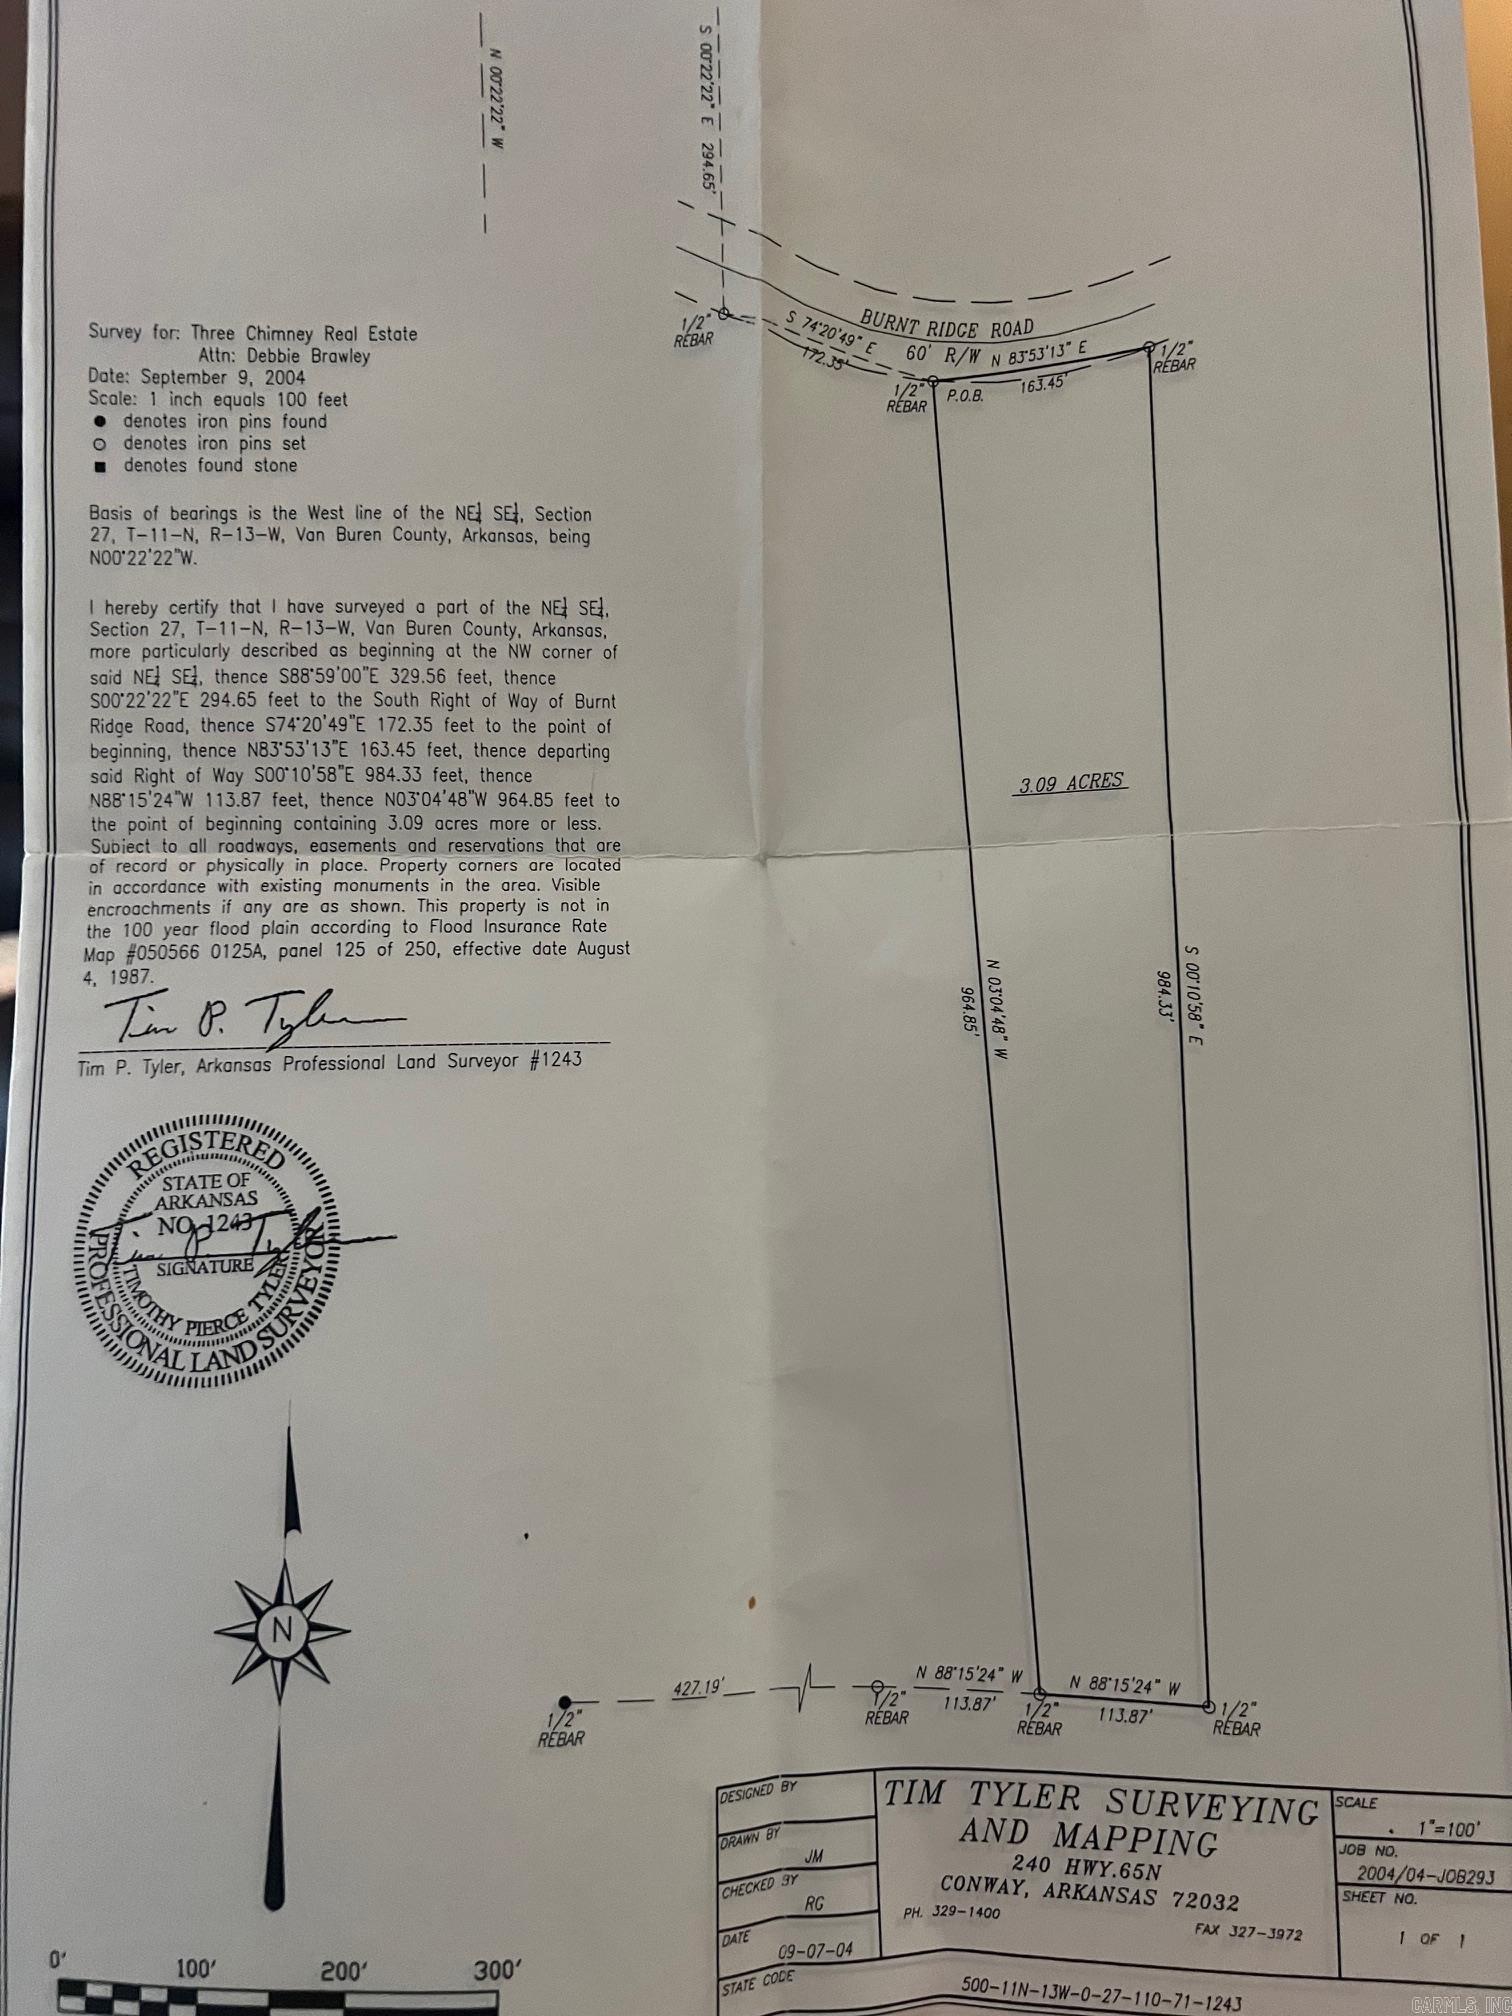 N 00°22'22" W
S 00°22'22" E 294.65'
BURNT RIDGE ROAD
60' R/W
S 74°20'49" E
172.35'
N 83°53'13" E
163.45'
1/2"
REBAR
1/2"
REBAR
P.O.B.
1/2"
REBAR
Survey for: Three Chimney Real Estate
Attn: Debbie Brawley
Date: September 9, 2004
Scale: 1 inch equals 100 feet
● denotes iron pins found
○ denotes iron pins set
■ denotes found stone
Basis of bearings is the West line of the NE¼ SE¼, Section
27, T-11-N, R-13-W, Van Buren County, Arkansas, being
N00°22'22"W.
I hereby certify that I have surveyed a part of the NE¼ SE¼,
Section 27, T-11-N, R-13-W, Van Buren County, Arkansas,
more particularly described as beginning at the NW corner of
said NE¼ SE¼, thence S88°59'00"E 329.56 feet, thence
S00°22'22"E 294.65 feet to the South Right of Way of Burnt
Ridge Road, thence S74°20'49"E 172.35 feet to the point of
beginning, thence N83°53'13"E 163.45 feet, thence departing
said Right of Way S00°10'58"E 984.33 feet, thence
N88°15'24"W 113.87 feet, thence N03°04'48"W 964.85 feet to
the point of beginning containing 3.09 acres more or less.
Subject to all roadways, easements and reservations that are
of record or physically in place. Property corners are located
in accordance with existing monuments in the area. Visible
encroachments if any are as shown. This property is not in
the 100 year flood plain according to Flood Insurance Rate
Map #050566 0125A, panel 125 of 250, effective date August
4, 1987.
Tim P. Tyler
Tim P. Tyler, Arkansas Professional Land Surveyor #1243
3.09 ACRES
N 03°04'48" W
964.85'
S 00°10'58" E
984.33'
REGISTERED
STATE OF
ARKANSAS
NO. 1243
Tim P. Tyler
SIGNATURE
TIMOTHY PIERCE TYLER
PROFESSIONAL LAND SURVEYOR
N
427.19'
N 88°15'24" W
113.87'
N 88°15'24" W
113.87'
1/2"
REBAR
1/2"
REBAR
1/2"
REBAR
1/2"
REBAR
0' 100' 200' 300'
DESIGNED BY
DRAWN BY
JM
CHECKED BY
RG
DATE
09-07-04
TIM TYLER SURVEYING
AND MAPPING
240 HWY.65N
CONWAY, ARKANSAS 72032
PH. 329-1400
FAX 327-3972
SCALE
1"=100'
JOB NO.
2004/04-JOB293
SHEET NO.
1 OF 1
STATE CODE
500-11N-13W-0-27-110-71-1243
CARMLS, INC